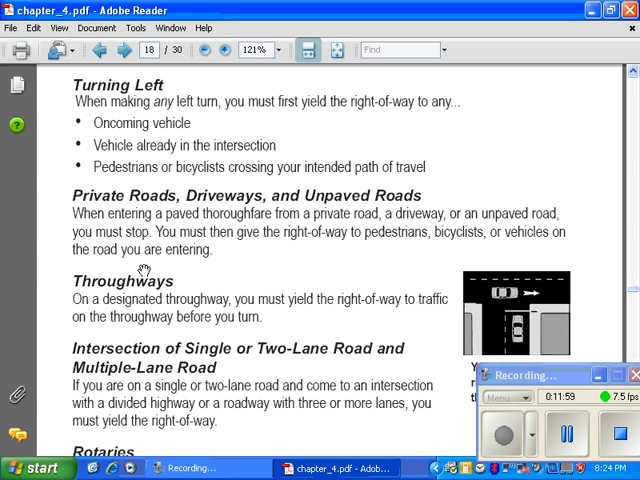 chapter_4.pdf - Adobe Reader
File Edit View Document Tools Window Help
18 / 30 121% Find
Turning Left
When making any left turn, you must first yield the right-of-way to any...
• Oncoming vehicle
• Vehicle already in the intersection
• Pedestrians or bicyclists crossing your intended path of travel
Private Roads, Driveways, and Unpaved Roads
When entering a paved thoroughfare from a private road, a driveway, or an unpaved road,
you must stop. You must then give the right-of-way to pedestrians, bicyclists, or vehicles on
the road you are entering.
Throughways
On a designated throughway, you must yield the right-of-way to traffic
on the throughway before you turn.
Intersection of Single or Two-Lane Road and
Multiple-Lane Road
If you are on a single or two-lane road and come to an intersection
with a divided highway or a roadway with three or more lanes, you
must yield the right-of-way.
Rotaries
Recording...
Menu 0:11:59 7.5 fps
start Recording... chapter_4.pdf - Adob... 8:24 PM